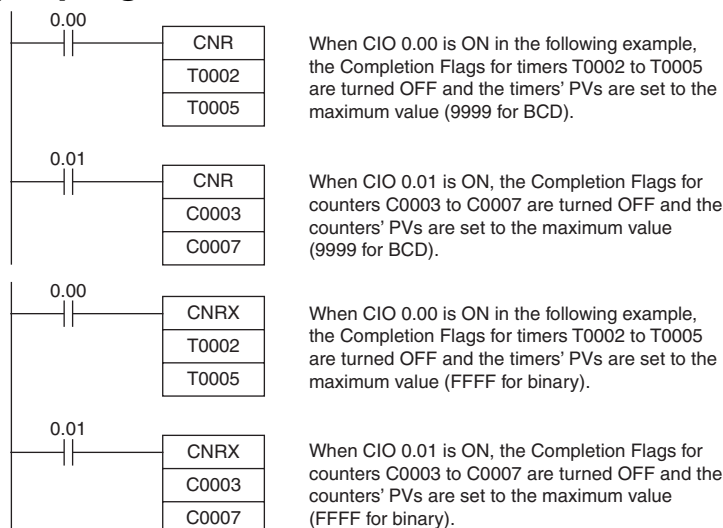 0.00
CNR
T0002
T0005
When CIO 0.00 is ON in the following example,
the Completion Flags for timers T0002 to T0005
are turned OFF and the timers' PVs are set to the
maximum value (9999 for BCD).
0.01
CNR
C0003
C0007
When CIO 0.01 is ON, the Completion Flags for
counters C0003 to C0007 are turned OFF and the
counters' PVs are set to the maximum value
(9999 for BCD).
0.00
CNRX
T0002
T0005
When CIO 0.00 is ON in the following example,
the Completion Flags for timers T0002 to T0005
are turned OFF and the timers' PVs are set to the
maximum value (FFFF for binary).
0.01
CNRX
C0003
C0007
When CIO 0.01 is ON, the Completion Flags for
counters C0003 to C0007 are turned OFF and the
counters' PVs are set to the maximum value
(FFFF for binary).